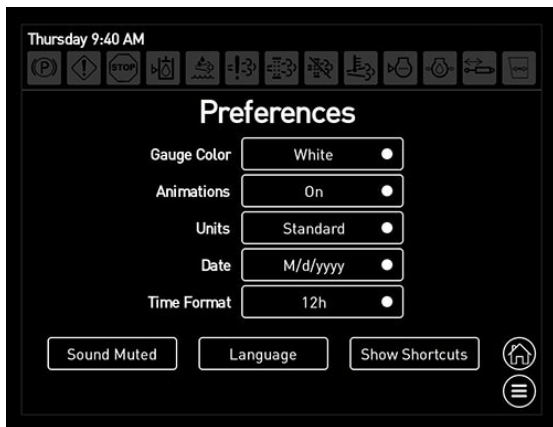 Thursday 9:40 AM
(P) STOP
Preferences
Gauge Color White
Animations On
Units Standard
Date M/d/yyyy
Time Format 12h
Sound Muted Language Show Shortcuts